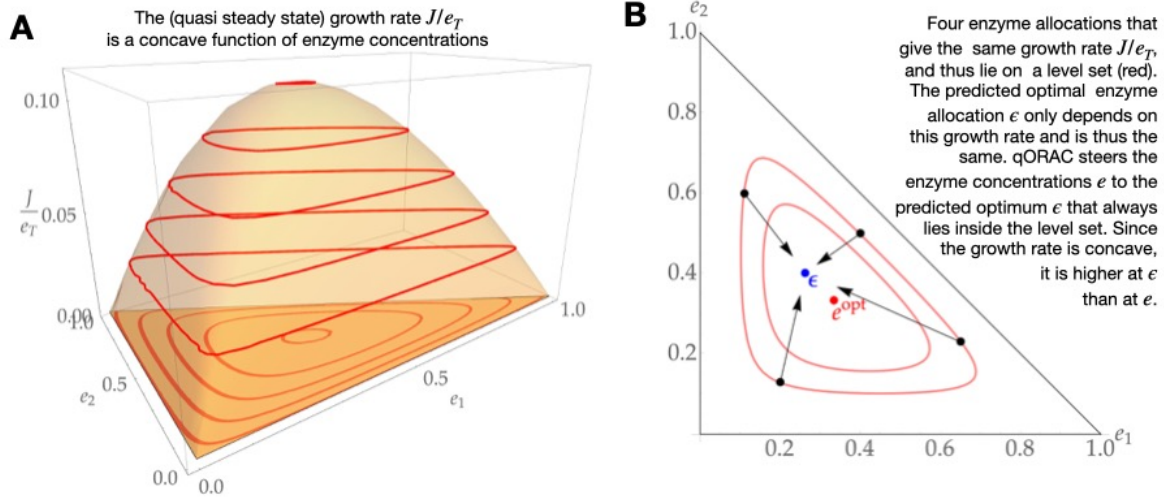 A
The (quasi steady state) growth rate J/e_T
is a concave function of enzyme concentrations
0.10
J
e_T
0.05
0.00
1.0
0.5
e_2
0.0
0.0
0.5
e_1
1.0
B
e_2
1.0
0.8
0.6
0.4
0.2
0.2
0.4
0.6
0.8
1.0
e_1
ϵ
e^opt
Four enzyme allocations that
give the same growth rate J/e_T,
and thus lie on a level set (red).
The predicted optimal enzyme
allocation ϵ only depends on
this growth rate and is thus the
same. qORAC steers the
enzyme concentrations e to the
predicted optimum ϵ that always
lies inside the level set. Since
the growth rate is concave,
it is higher at ϵ
than at e.